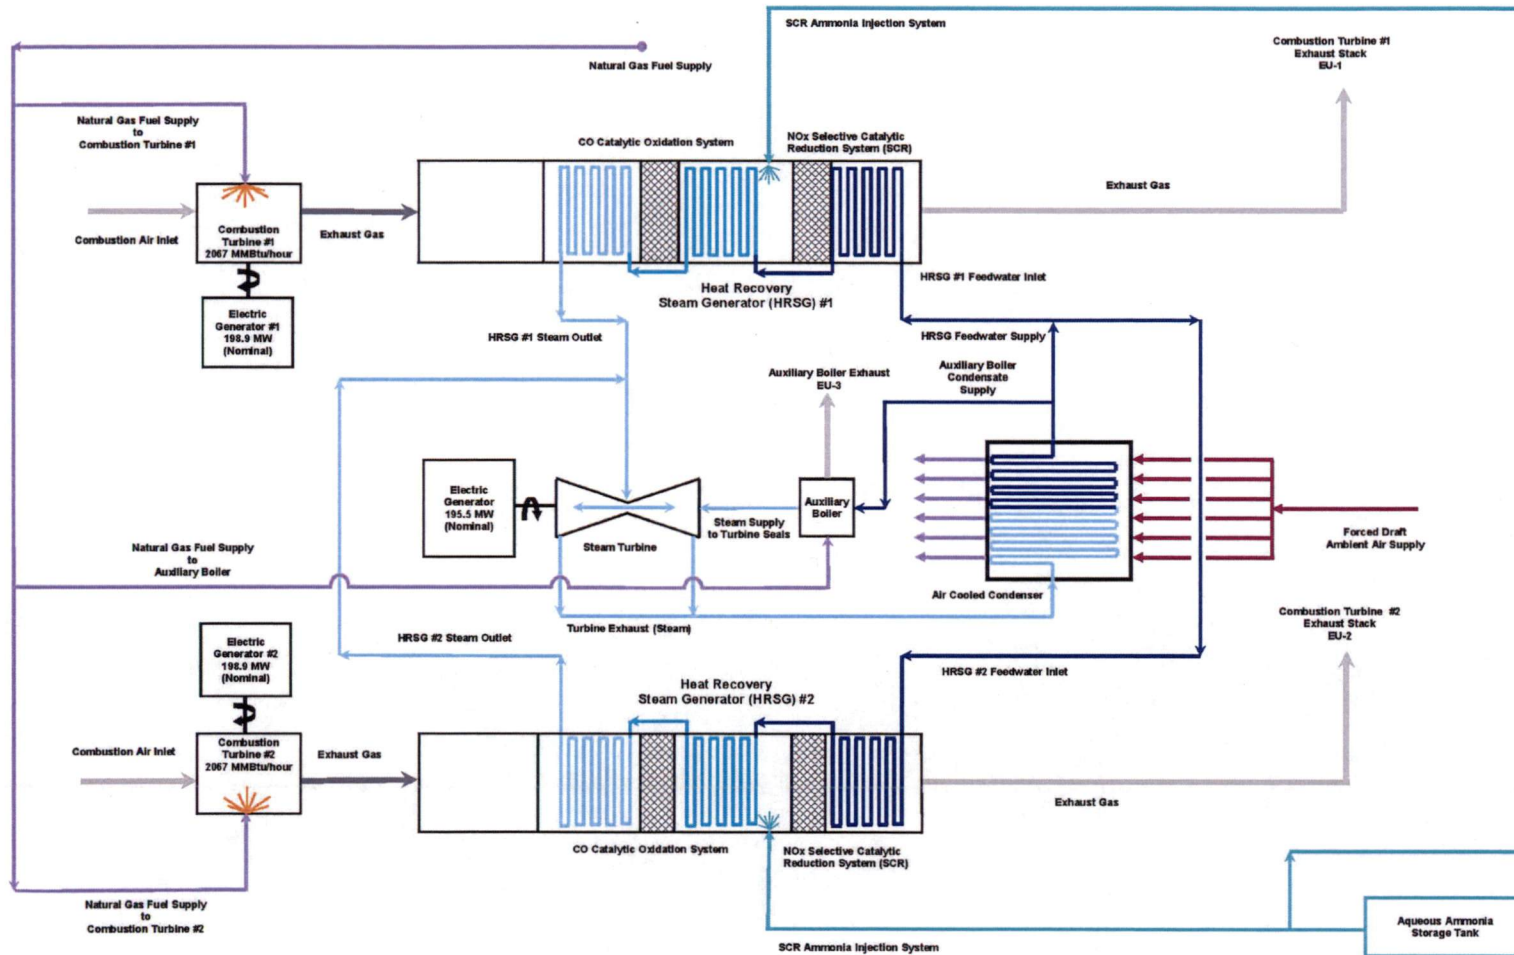 SCR Ammonia Injection System
Combustion Turbine #1
Exhaust Stack
EU-1
Natural Gas Fuel Supply
Natural Gas Fuel Supply
to
Combustion Turbine #1
CO Catalytic Oxidation System
NOx Selective Catalytic
Reduction System (SCR)
Exhaust Gas
Combustion Air Inlet
Combustion
Turbine #1
2067 MMBtu/hour
Exhaust Gas
HRSG #1 Feedwater Inlet
Heat Recovery
Steam Generator (HRSG) #1
Electric
Generator #1
198.9 MW
(Nominal)
HRSG #1 Steam Outlet
HRSG Feedwater Supply
Auxiliary Boiler Exhaust
EU-3
Auxiliary Boiler
Condensate
Supply
Electric
Generator
195.5 MW
(Nominal)
Auxiliary
Boiler
Steam Supply
to Turbine Seals
Steam Turbine
Forced Draft
Ambient Air Supply
Natural Gas Fuel Supply
to
Auxiliary Boiler
Air Cooled Condenser
Combustion Turbine #2
Exhaust Stack
EU-2
Turbine Exhaust (Steam)
HRSG #2 Steam Outlet
Electric
Generator #2
198.9 MW
(Nominal)
HRSG #2 Feedwater Inlet
Heat Recovery
Steam Generator (HRSG) #2
Combustion Air Inlet
Combustion
Turbine #2
2067 MMBtu/hour
Exhaust Gas
Exhaust Gas
CO Catalytic Oxidation System
NOx Selective Catalytic
Reduction System (SCR)
Natural Gas Fuel Supply
to
Combustion Turbine #2
SCR Ammonia Injection System
Aqueous Ammonia
Storage Tank